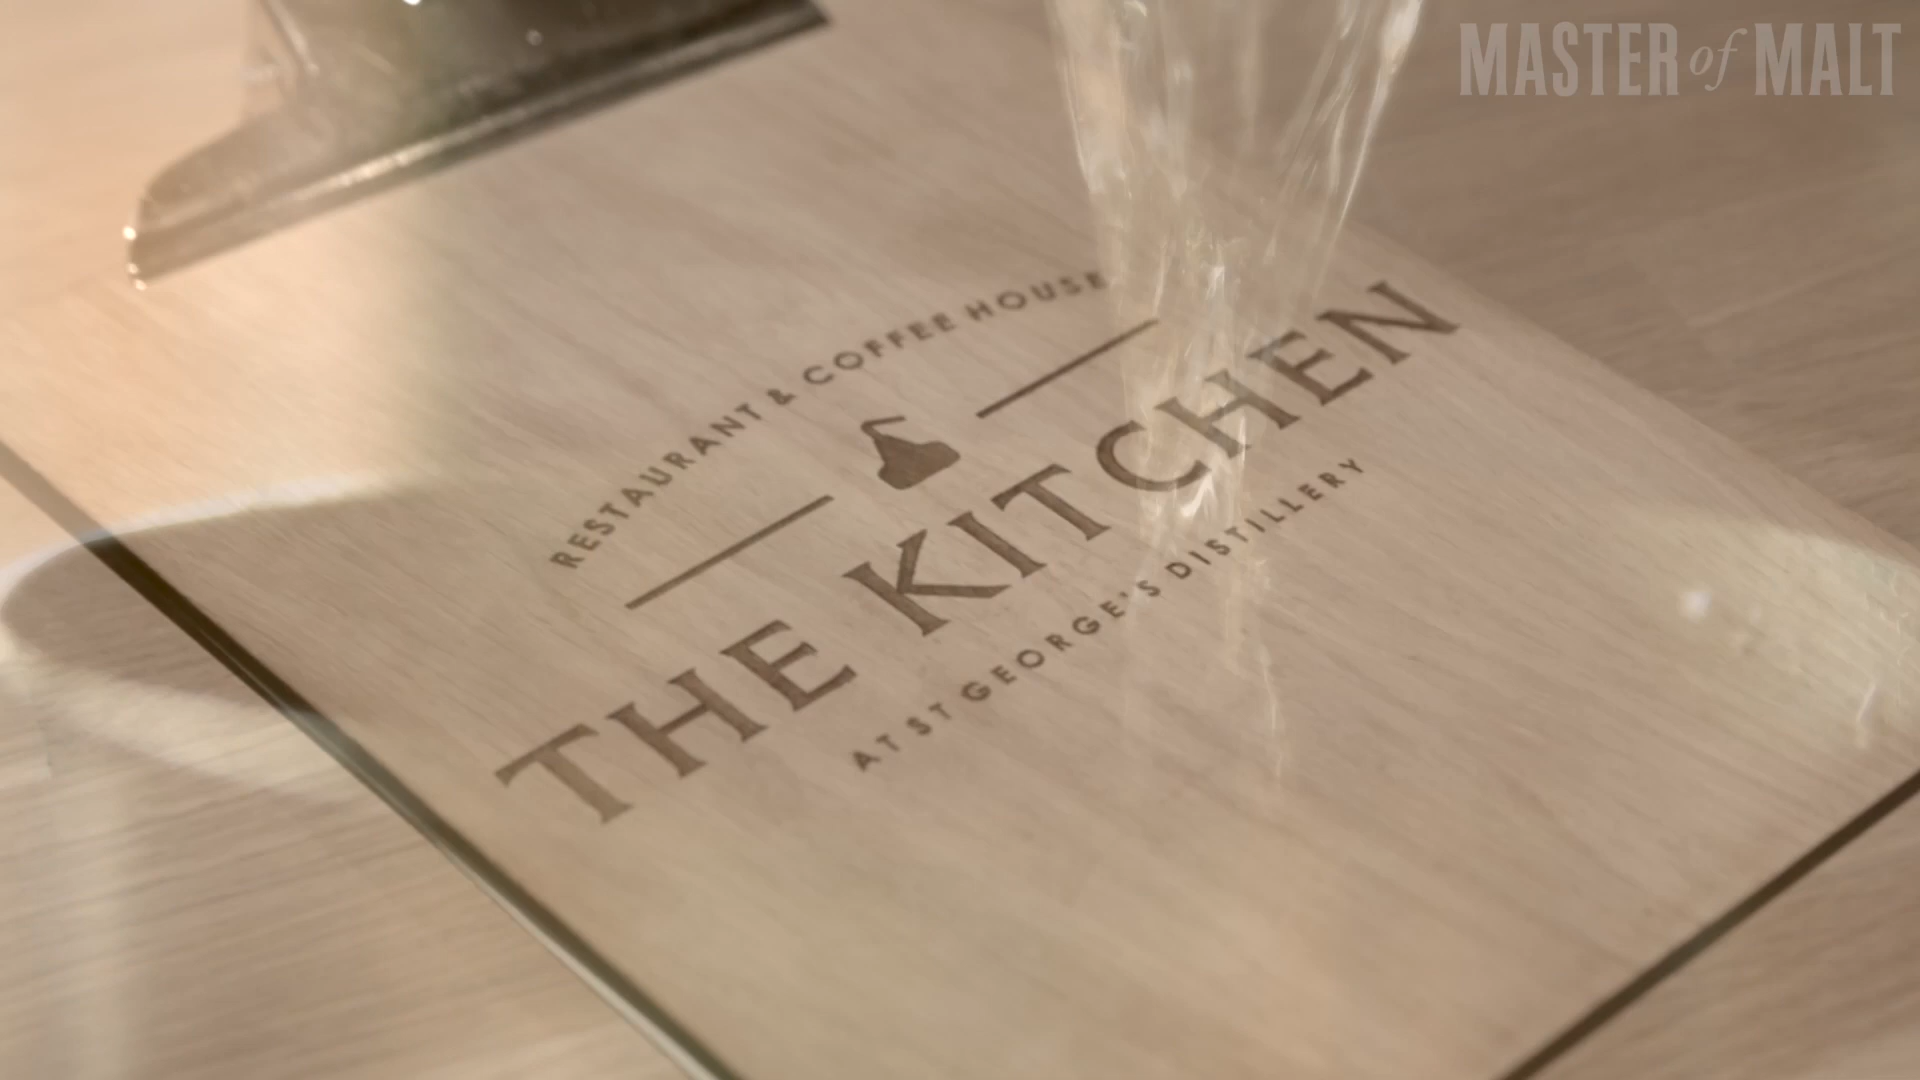 MASTER of MALT
RESTAURANT & COFFEE HOUSE
THE KITCHEN
AT ST GEORGE'S DISTILLERY